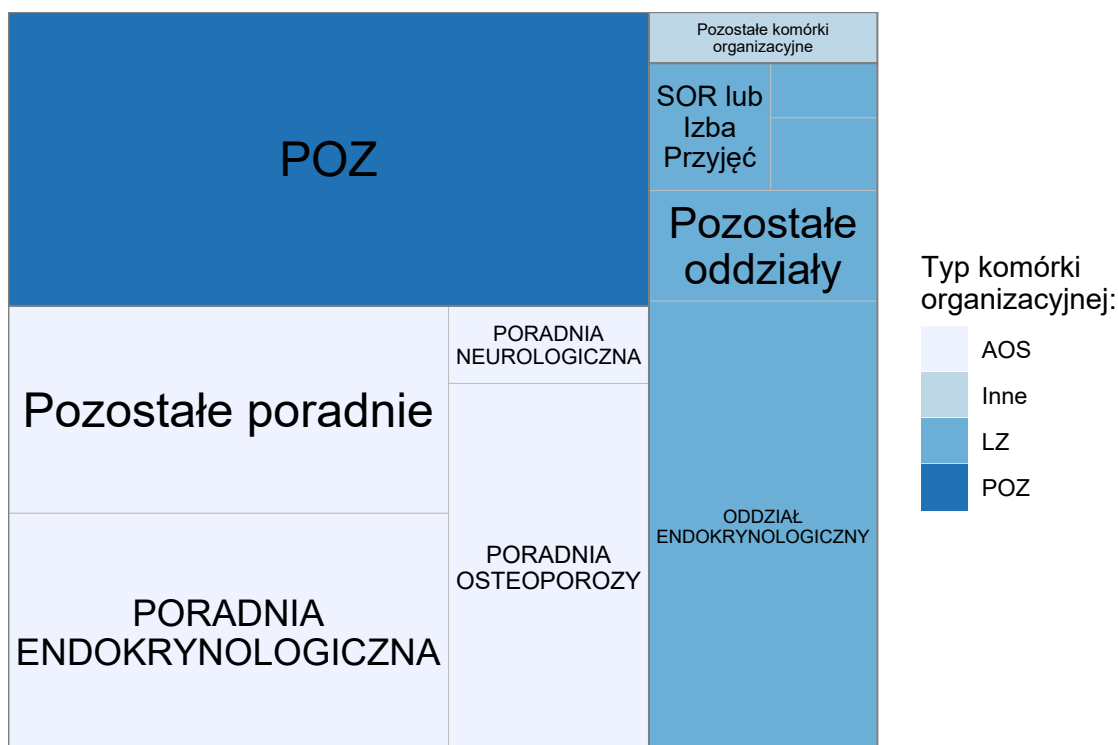 POZ
Pozostałe komórki
organizacyjne
SOR lub
Izba
Przyjęć
Pozostałe
oddziały
Pozostałe poradnie
PORADNIA
NEUROLOGICZNA
PORADNIA
ENDOKRYNOLOGICZNA
PORADNIA
OSTEOPOROZY
ODDZIAŁ
ENDOKRYNOLOGICZNY
Typ komórki
organizacyjnej:
AOS
Inne
LZ
POZ